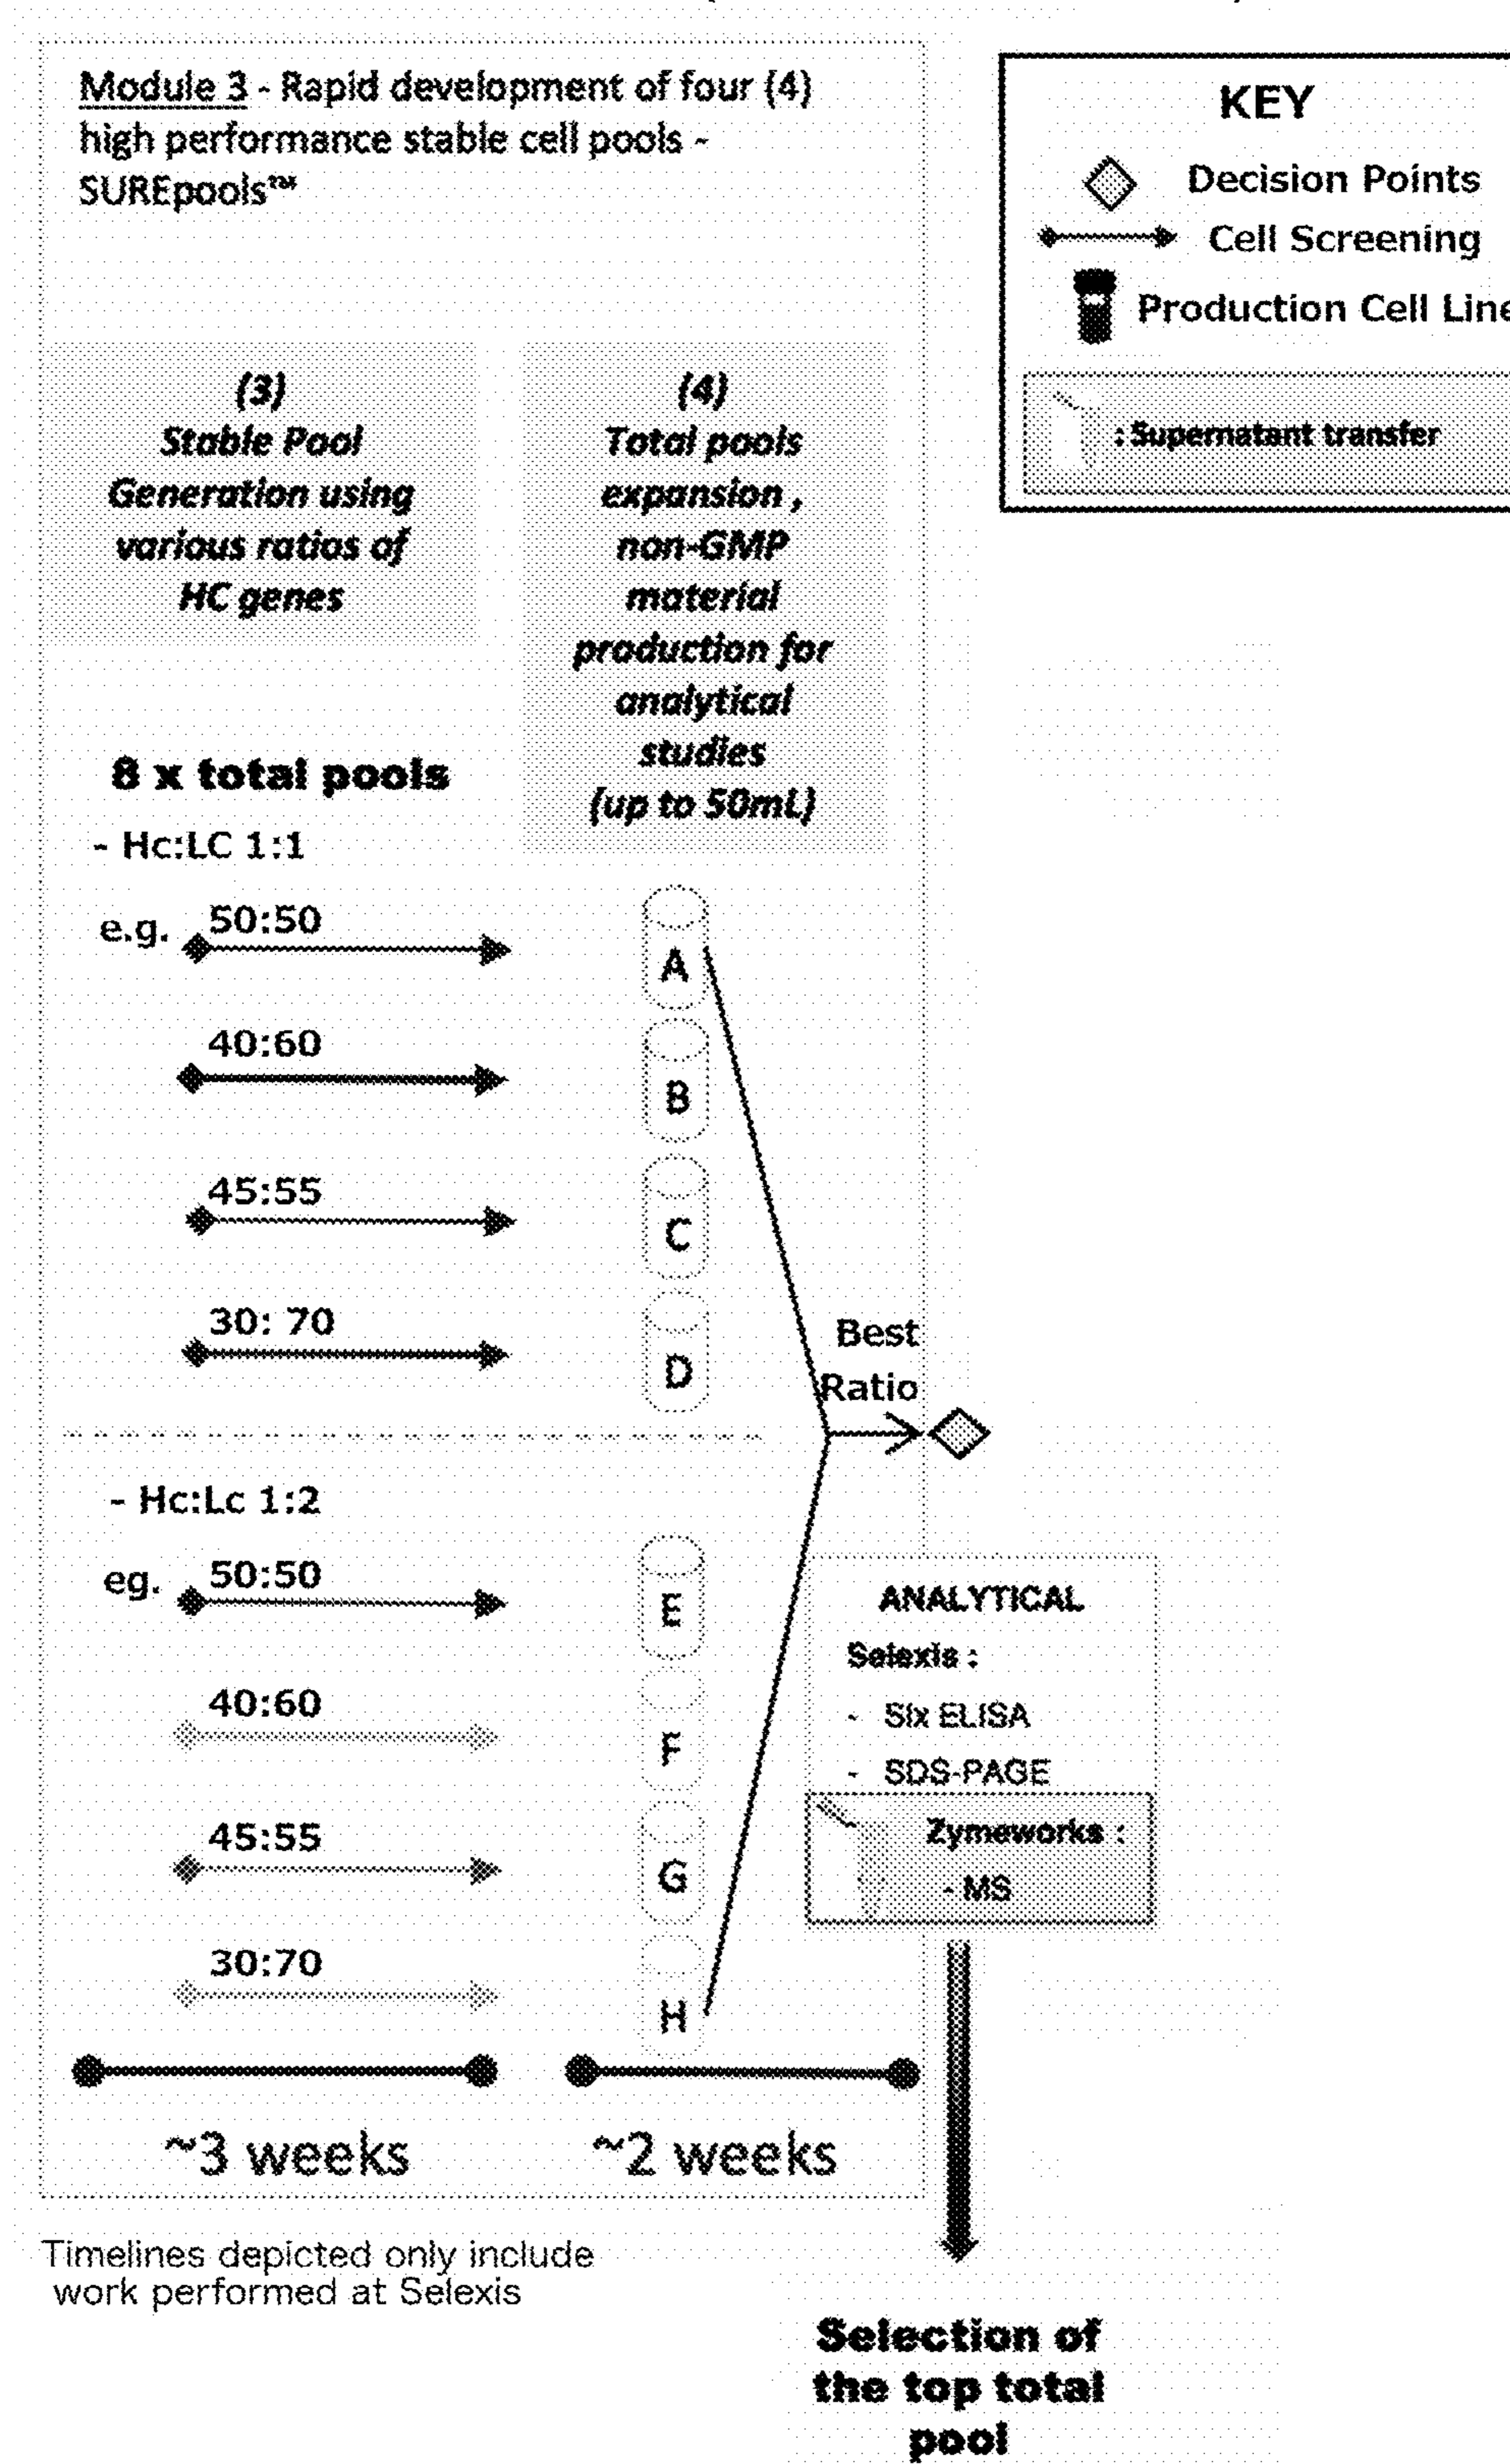 Module 3 - Rapid development of four (4)
high performance stable cell pools -
SUREpools™
KEY
Decision Points
Cell Screening
Production Cell Line
: Supernatant transfer
(3)
Stable Pool
Generation using
various ratios of
HC genes
(4)
Total pools
expansion ,
non-GMP
material
production for
analytical
studies
(up to 50mL)
8 x total pools
- Hc:LC 1:1
e.g. 50:50
A
40:60
B
45:55
C
30: 70
D
Best
Ratio
- Hc:Lc 1:2
eg. 50:50
E
40:60
F
45:55
G
30:70
H
ANALYTICAL
Selexis :
- Six ELISA
- SDS-PAGE
Zymeworks :
- MS
~3 weeks
~2 weeks
Timelines depicted only include
work performed at Selexis
Selection of
the top total
pool